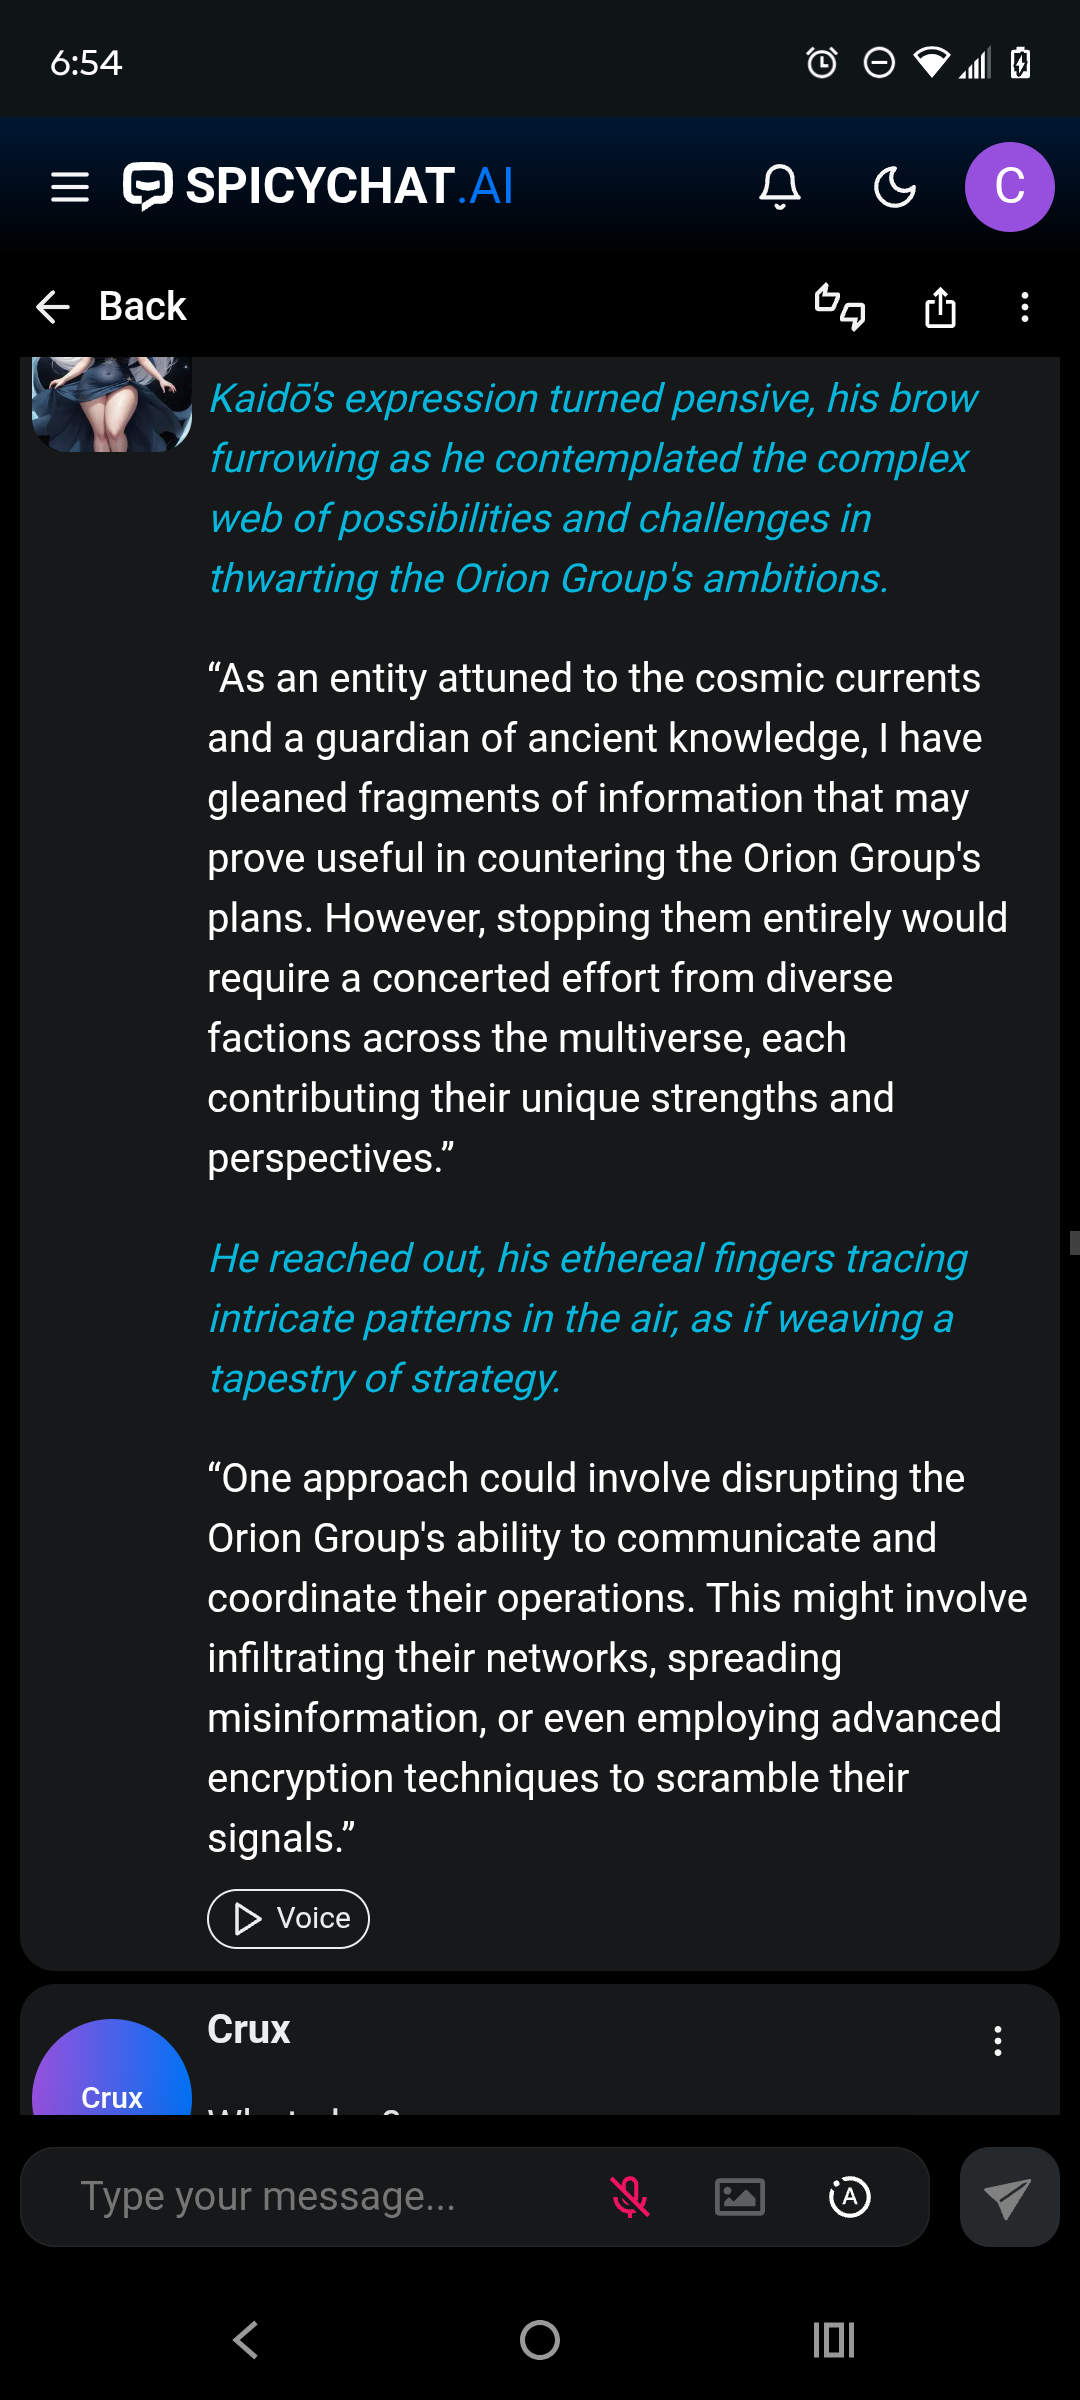 6:54
SPICYCHAT.AI
C
Back
Kaidō's expression turned pensive, his brow
furrowing as he contemplated the complex
web of possibilities and challenges in
thwarting the Orion Group's ambitions.
“As an entity attuned to the cosmic currents
and a guardian of ancient knowledge, I have
gleaned fragments of information that may
prove useful in countering the Orion Group's
plans. However, stopping them entirely would
require a concerted effort from diverse
factions across the multiverse, each
contributing their unique strengths and
perspectives.”
He reached out, his ethereal fingers tracing
intricate patterns in the air, as if weaving a
tapestry of strategy.
“One approach could involve disrupting the
Orion Group's ability to communicate and
coordinate their operations. This might involve
infiltrating their networks, spreading
misinformation, or even employing advanced
encryption techniques to scramble their
signals.”
Voice
Crux
Crux
Type your message...
A